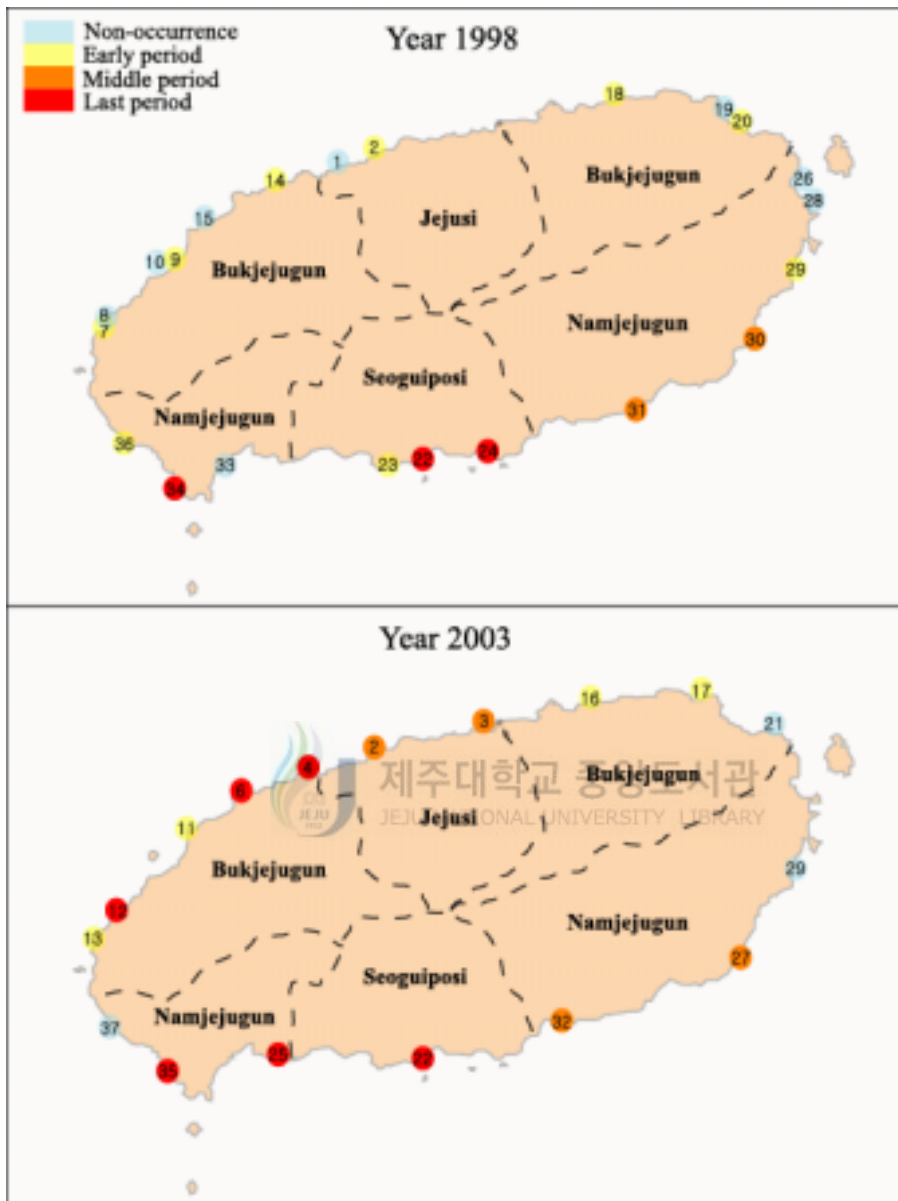 Non-occurrence
Early period
Middle period
Last period
Year 1998
18
19
20
2
1
14
Bukjejugun
26
28
15
Jejusi
10
9
Bukjejugun
29
8
7
Namjejugun
30
Seoguiposi
31
Namjejugun
36
33
23
22
24
34
Year 2003
17
16
3
21
2
4
제주대학교 중앙도서관
Bukjejugun
6
JEJU
1952
JEJU NATIONAL UNIVERSITY LIBRARY
Jejusi
11
Bukjejugun
29
12
Namjejugun
13
27
Seoguiposi
Namjejugun
37
32
25
22
35